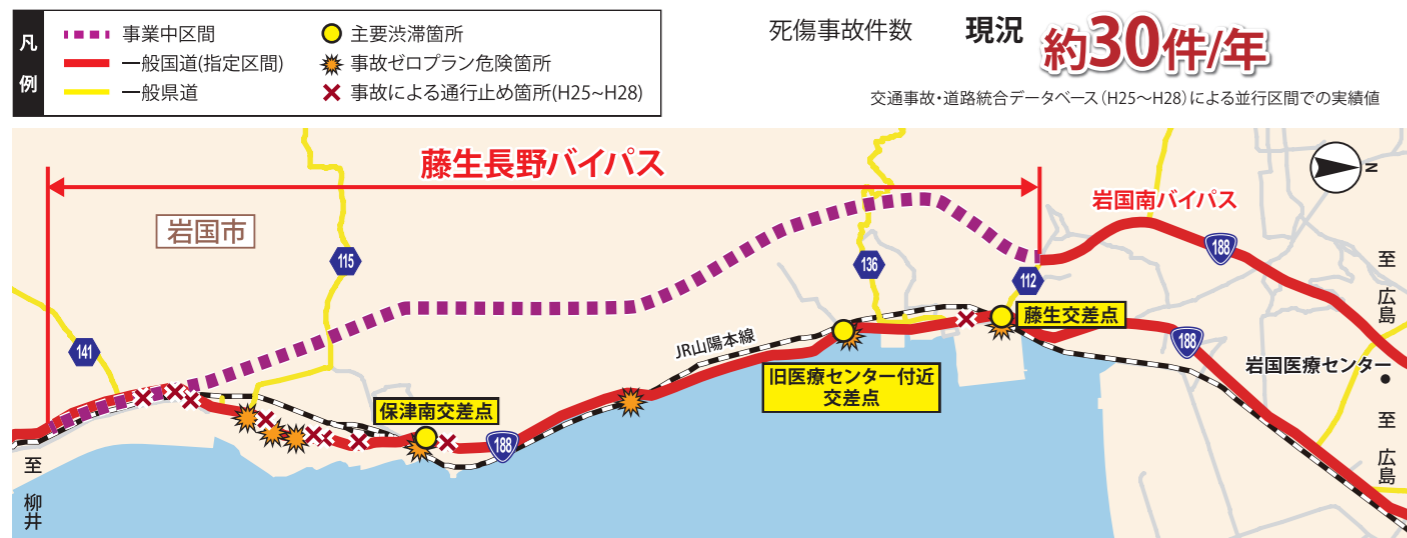 凡例
事業中区間
一般国道(指定区間)
一般県道
主要渋滞箇所
事故ゼロプラン危険箇所
事故による通行止め箇所(H25~H28)
死傷事故件数 現況 約30件/年
交通事故・道路統合データベース(H25〜H28)による並行区間での実績値
藤生長野バイパス
N
岩国南バイパス
岩国市
188
115
136
112
至 広島
藤生交差点
JR山陽本線
188
141
岩国医療センター
旧医療センター付近
交差点
保津南交差点
188
至 広島
至 柳井